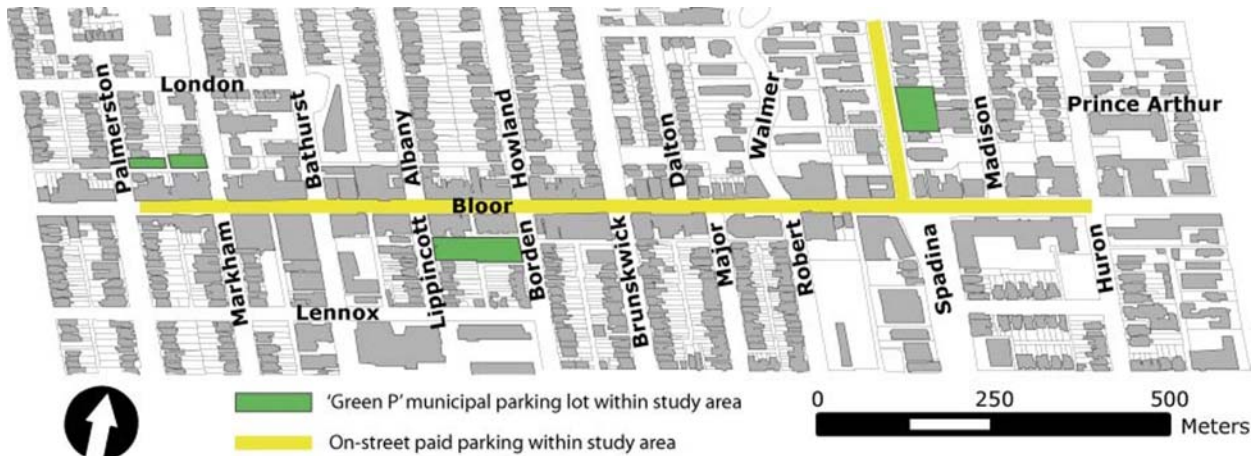 London
Prince Arthur
Palmerston
Bathurst
Albany
Howland
Dalton
Walmer
Madison
Bloor
Markham
Lippincott
Borden
Brunskwick
Major
Robert
Spadina
Huron
Lennox
'Green P' municipal parking lot within study area
On-street paid parking within study area
0 250 500
Meters